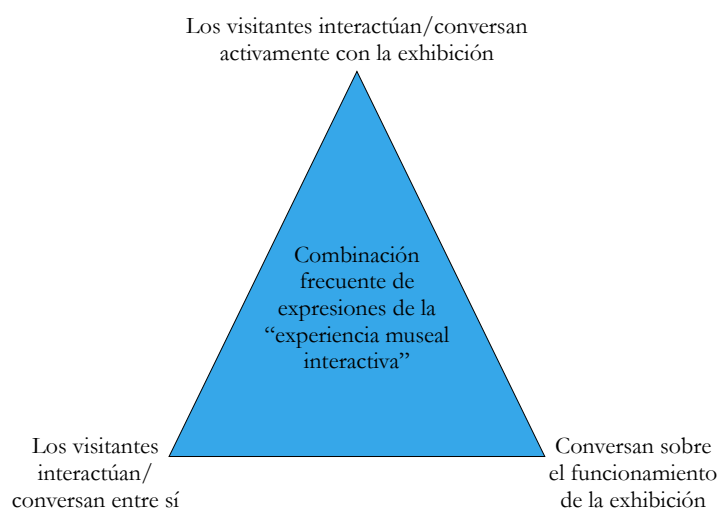 Los visitantes interactúan/conversan
activamente con la exhibición
Combinación
frecuente de
expresiones de la
“experiencia museal
interactiva”
Los visitantes
interactúan/
conversan entre sí
Conversan sobre
el funcionamiento
de la exhibición